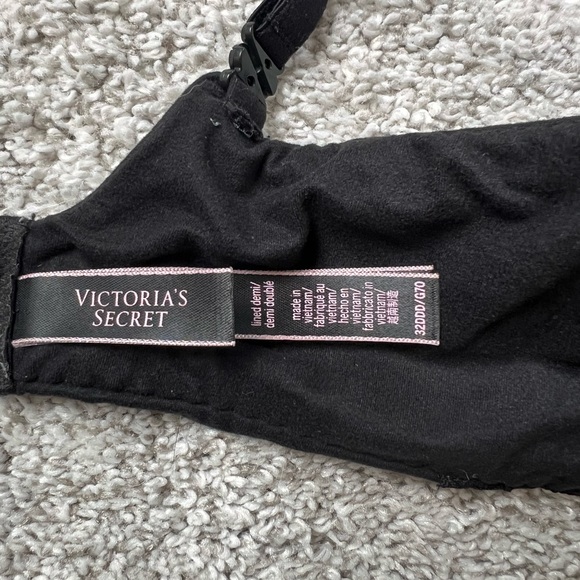 VICTORIA'S
SECRET
lined demi/
demi doublé
made in
vietnam/
fabriqué au
vietnam/
hecho en
vietnam/
fabbricato in
vietnam/
越南制造
32DDD/G70